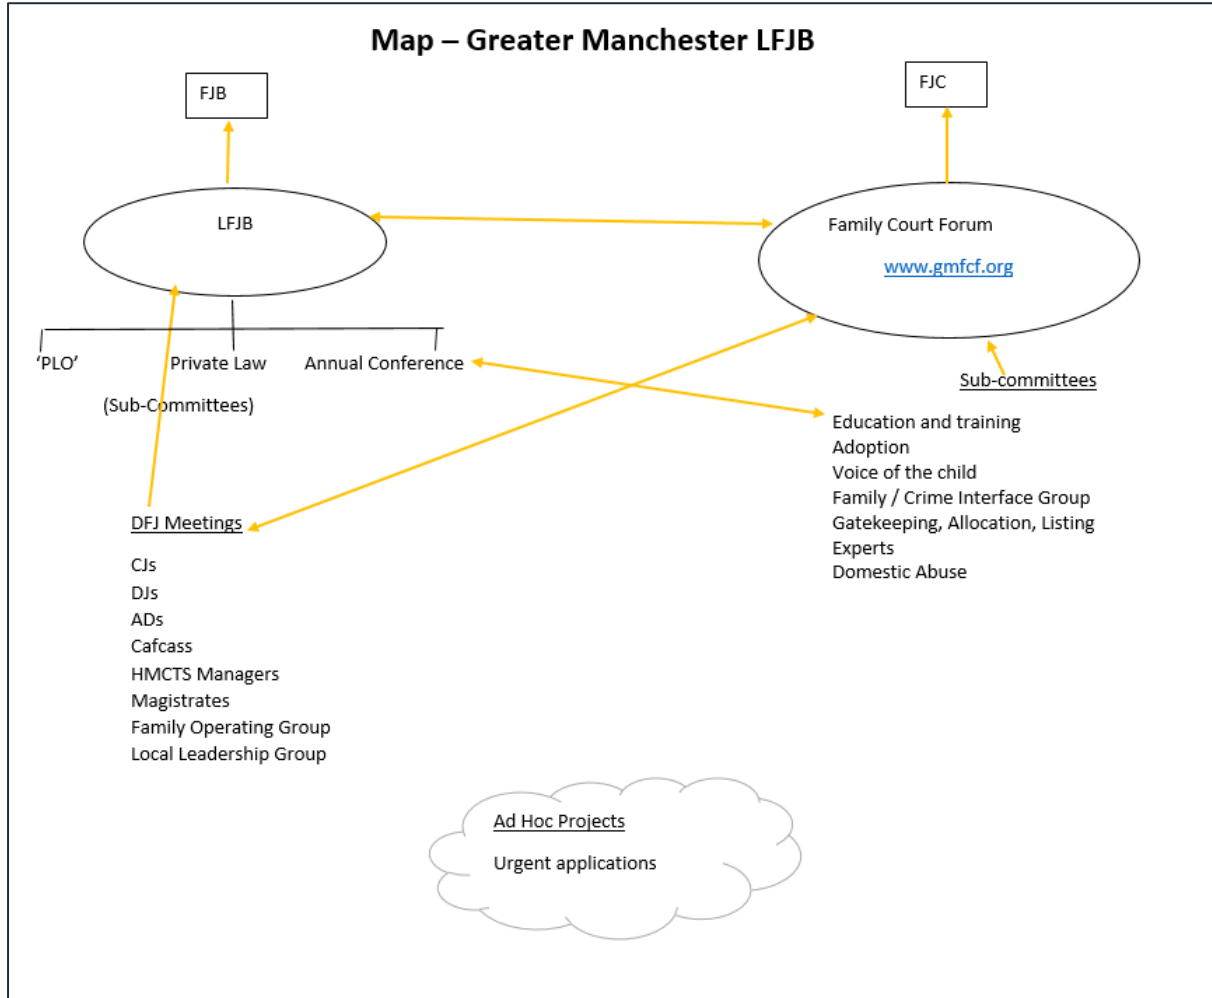 Map – Greater Manchester LFJB
FJB
FJC
LFJB
Family Court Forum
www.gmfcf.org
‘PLO’
Private Law
Annual Conference
(Sub-Committees)
Sub-committees
Education and training
Adoption
Voice of the child
Family / Crime Interface Group
Gatekeeping, Allocation, Listing
Experts
Domestic Abuse
DFJ Meetings
CJs
DJs
ADs
Cafcass
HMCTS Managers
Magistrates
Family Operating Group
Local Leadership Group
Ad Hoc Projects
Urgent applications